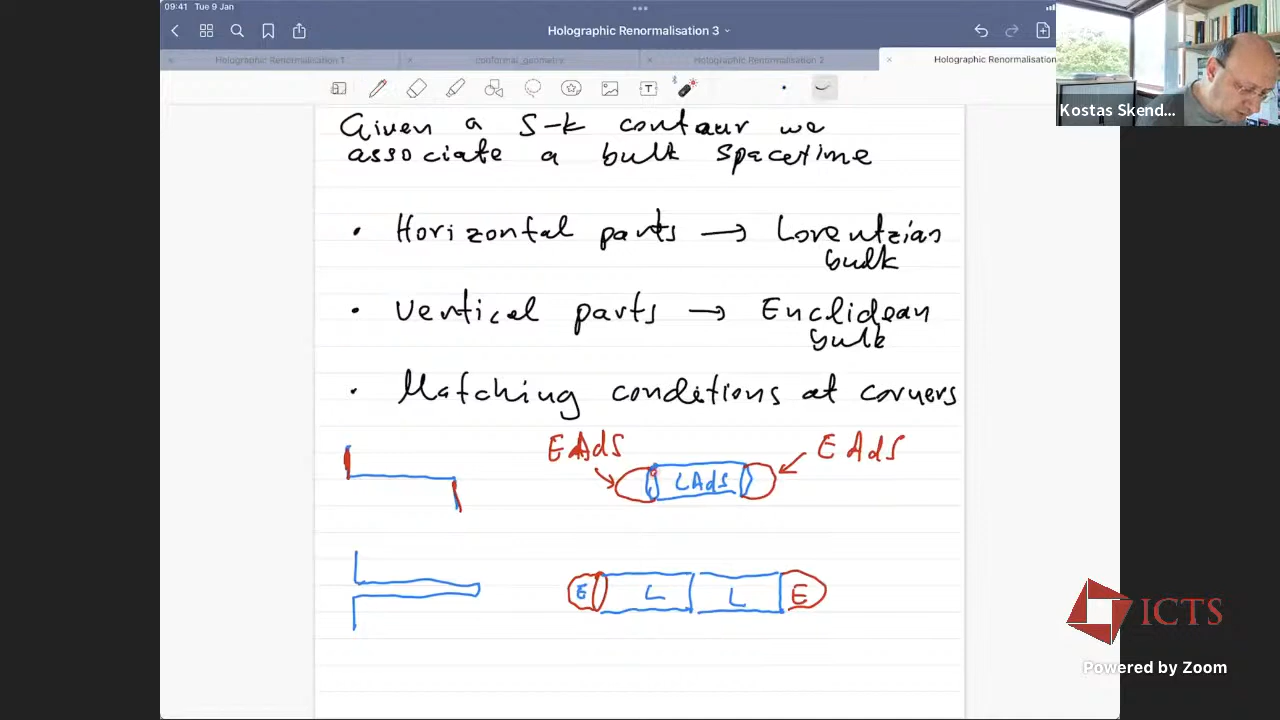 09:41 Tue 9 Jan
Holographic Renormalisation 3
Holographic Renormalisation 1
conformal_geometry
Holographic Renormalisation 2
Holographic Renormalisation
Kostas Skend...
Given a S-K contour we
associate a bulk spacetime
• Horizontal parts → Lorentzian
bulk
• Vertical parts → Euclidean
bulk
• Matching conditions at corners
EAdS
EAdS
LAdS
E L L E
ICTS
Powered by Zoom